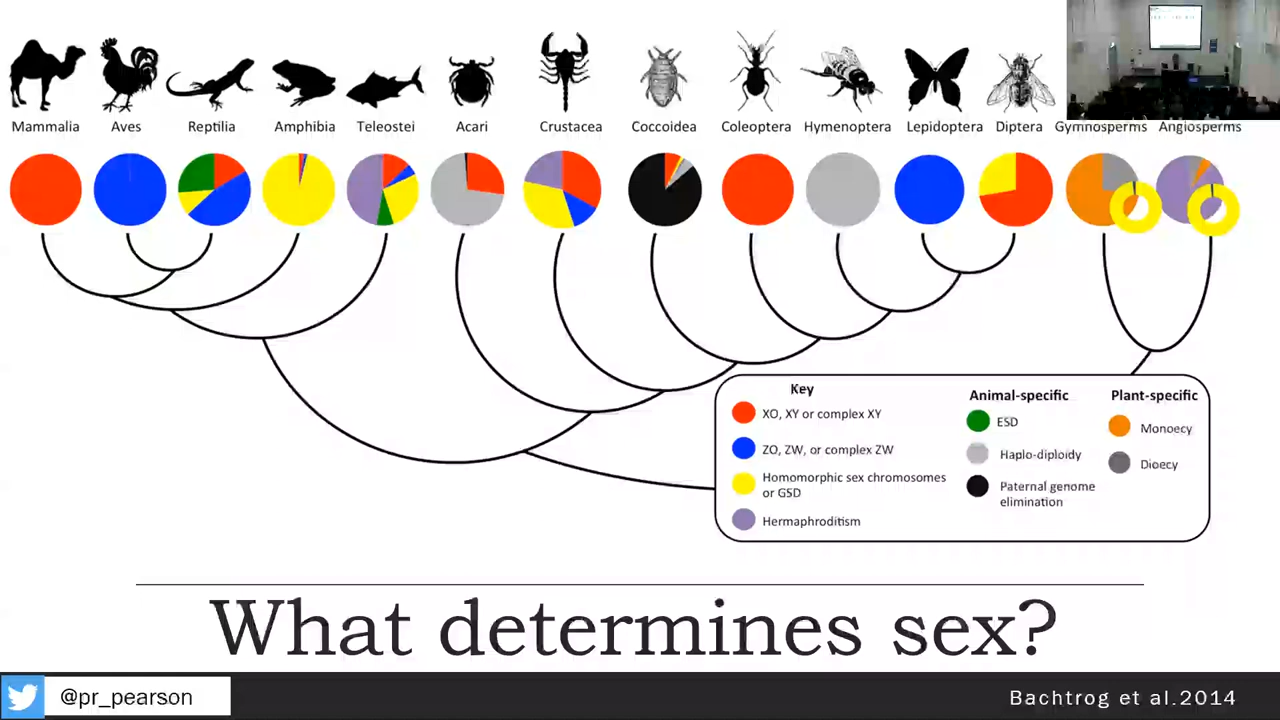 Mammalia Aves Reptilia Amphibia Teleostei Acari Crustacea Coccoidea Coleoptera Hymenoptera Lepidoptera Diptera Gymnosperms Angiosperms
Key
XO, XY or complex XY
ZO, ZW, or complex ZW
Homomorphic sex chromosomes
or GSD
Hermaphroditism
Animal-specific
ESD
Haplo-diploidy
Paternal genome
elimination
Plant-specific
Monoecy
Dioecy
What determines sex?
@pr_pearson
Bachtrog et al.2014